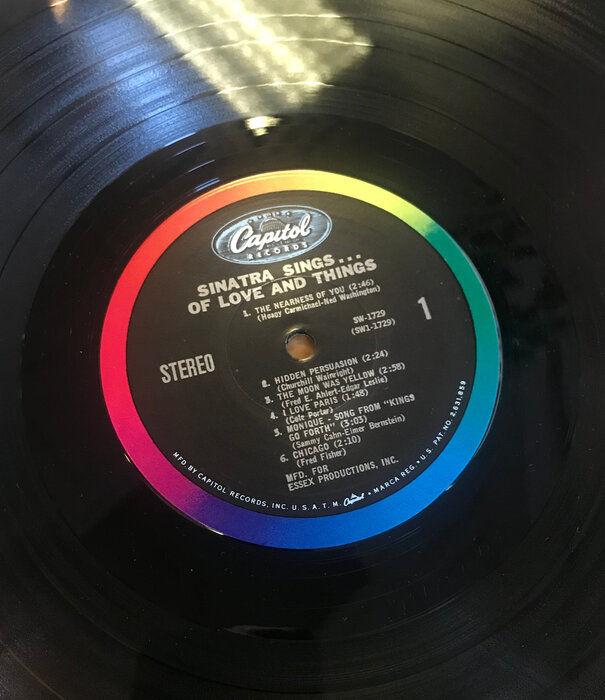 Capitol
RECORDS
SINATRA SINGS...
OF LOVE AND THINGS
1. THE NEARNESS OF YOU (2:46)
(Hoagy Carmichael-Ned Washington)
SW-1729
(SW1-1729)
1
STEREO
2. HIDDEN PERSUASION (2:24)
(Churchill Wainright)
3. THE MOON WAS YELLOW (2:58)
(Fred E. Ahlert-Edgar Leslie)
4. I LOVE PARIS (1:48)
(Cole Porter)
5. MONIQUE - SONG FROM "KINGS
GO FORTH" (3:03)
(Sammy Cahn-Elmer Bernstein)
6. CHICAGO (2:10)
(Fred Fisher)
MFD. FOR
ESSEX PRODUCTIONS, INC.
MFD. BY CAPITOL RECORDS, INC. U. S. A. T. M. Capitol • MARCA REG. • U. S. PAT. NO. 2,631,859